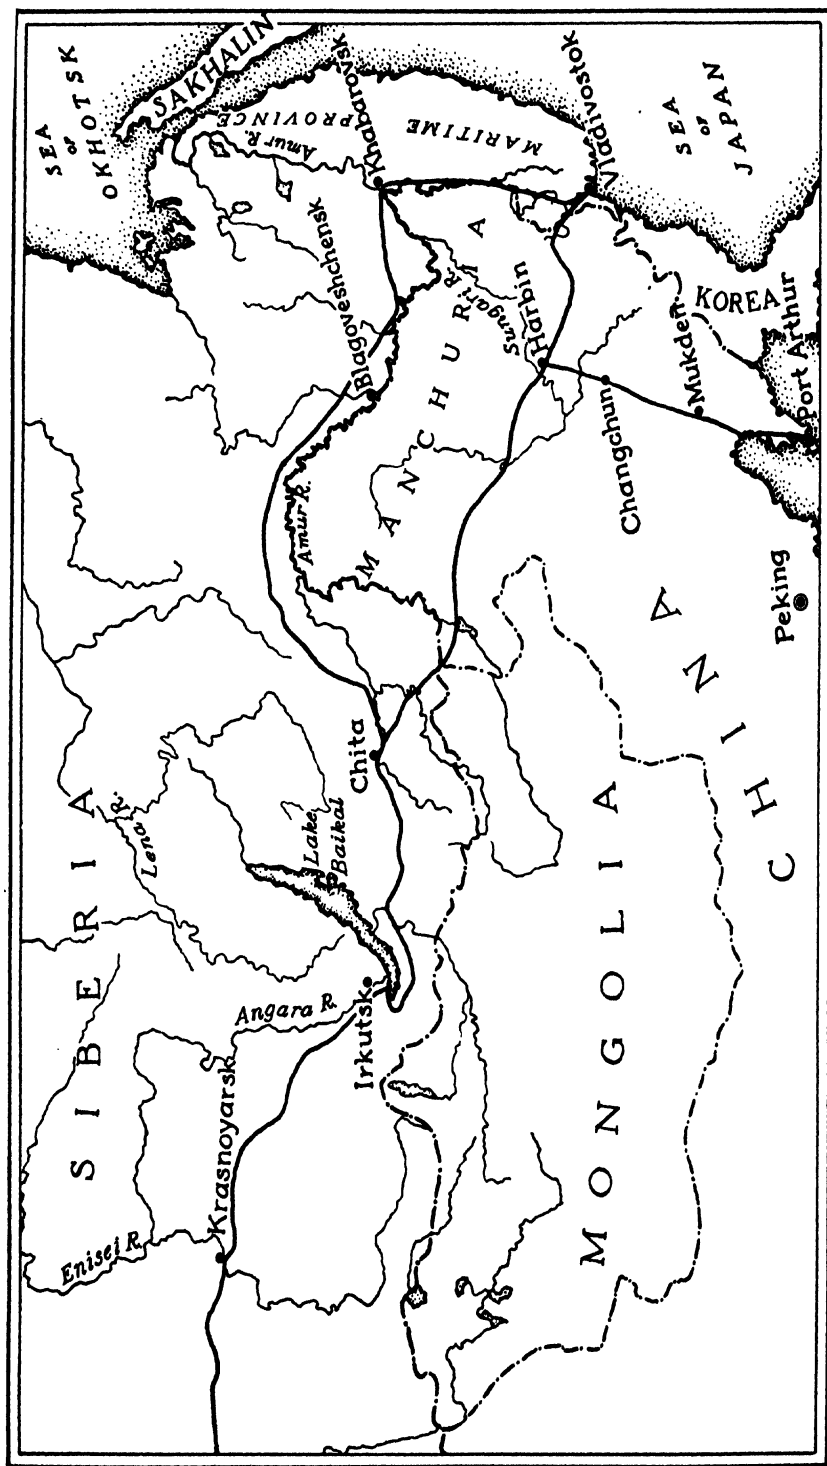 SEA
OF
OKHOTSK
SAKHALIN
SIBERIA
Enisei R.
Krasnoyarsk
Angara R.
Irkutsk
Lena R.
Lake
Baikal
Chita
Amur R.
Blagoveshchensk
Amur R.
Khabarovsk
MARITIME
PROVINCE
MANCHURIA
Sungari R.
Harbin
Vladivostok
SEA
OF
JAPAN
KOREA
Changchun
Mukden
Port Arthur
Peking
MONGOLIA
CHINA